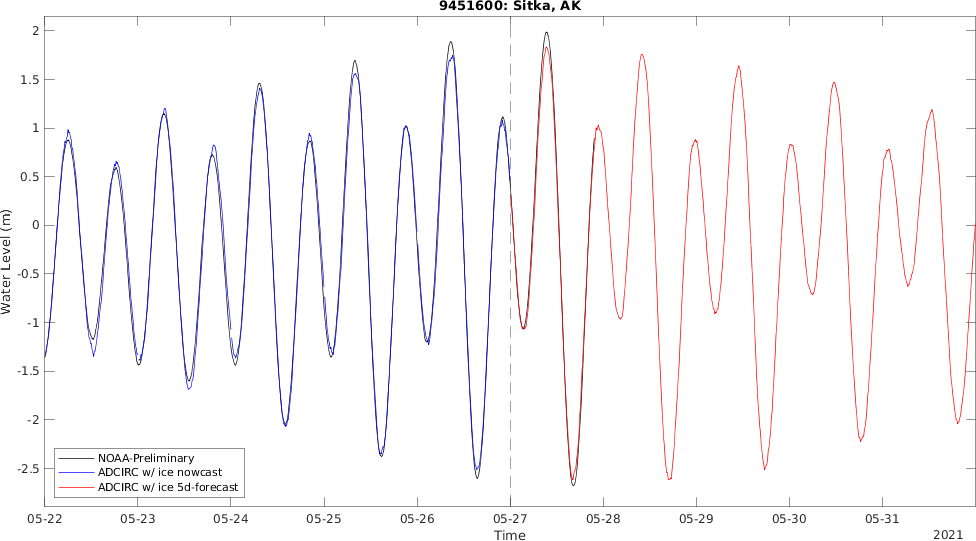 9451600: Sitka, AK
2
1.5
1
0.5
0
-0.5
-1
-1.5
-2
-2.5
Water Level (m)
NOAA-Preliminary
ADCIRC w/ ice nowcast
ADCIRC w/ ice 5d-forecast
05-22 05-23 05-24 05-25 05-26 05-27 05-28 05-29 05-30 05-31
Time
2021